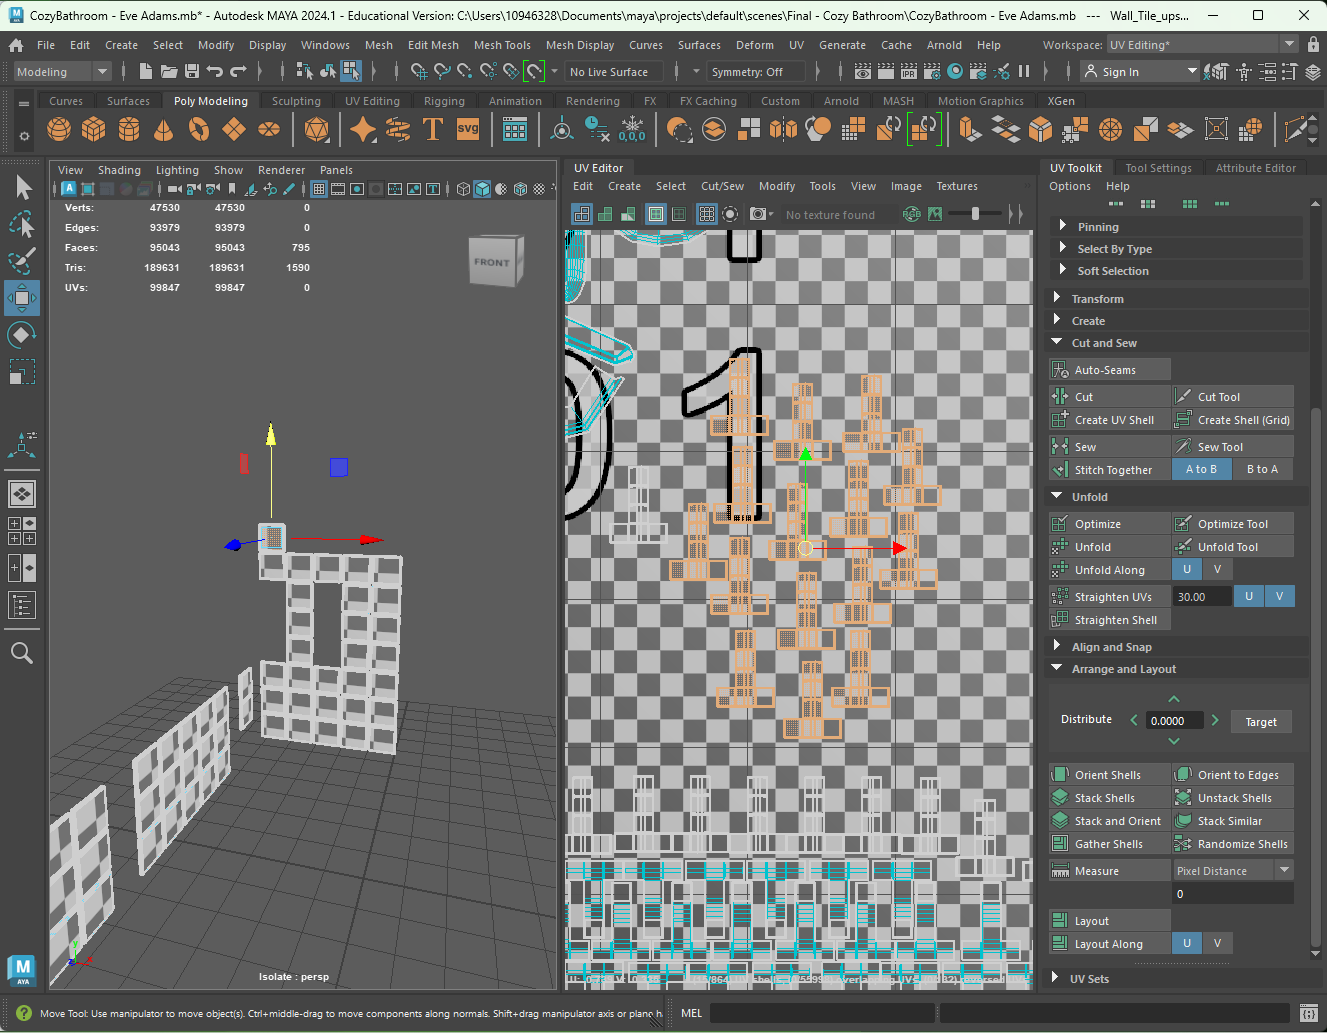 CozyBathroom - Eve Adams.mb* - Autodesk MAYA 2024.1 - Educational Version: C:\Users\10946328\Documents\maya\projects\default\scenes\Final - Cozy Bathroom\CozyBathroom - Eve Adams.mb --- Wall_Tile_ups...
File Edit Create Select Modify Display Windows Mesh Edit Mesh Mesh Tools Mesh Display Curves Surfaces Deform UV Generate Cache Arnold Help Workspace: UV Editing*
Modeling No Live Surface Symmetry: Off IPR Sign In
Curves Surfaces Poly Modeling Sculpting UV Editing Rigging Animation Rendering FX FX Caching Custom Arnold MASH Motion Graphics XGen
T SVG 0,0,0
View Shading Lighting Show Renderer Panels
Verts: 47530 47530 0
Edges: 93979 93979 0
Faces: 95043 95043 795
Tris: 189631 189631 1590
UVs: 99847 99847 0
FRONT
Isolate : persp
UV Editor
Edit Create Select Cut/Sew Modify Tools View Image Textures
No texture found
RGB
1
UV Toolkit Tool Settings Attribute Editor
Options Help
Pinning
Select By Type
Soft Selection
Transform
Create
Cut and Sew
Auto-Seams
Cut Cut Tool
Create UV Shell Create Shell (Grid)
Sew Sew Tool
Stitch Together A to B B to A
Unfold
Optimize Optimize Tool
Unfold Unfold Tool
Unfold Along U V
Straighten UVs 30.00 U V
Straighten Shell
Align and Snap
Arrange and Layout
Distribute 0.0000 Target
Orient Shells Orient to Edges
Stack Shells Unstack Shells
Stack and Orient Stack Similar
Gather Shells Randomize Shells
Measure Pixel Distance
0
Layout
Layout Along U V
UV Sets
M
AYA
Move Tool: Use manipulator to move object(s). Ctrl+middle-drag to move components along normals. Shift+drag manipulator axis or plane h
MEL